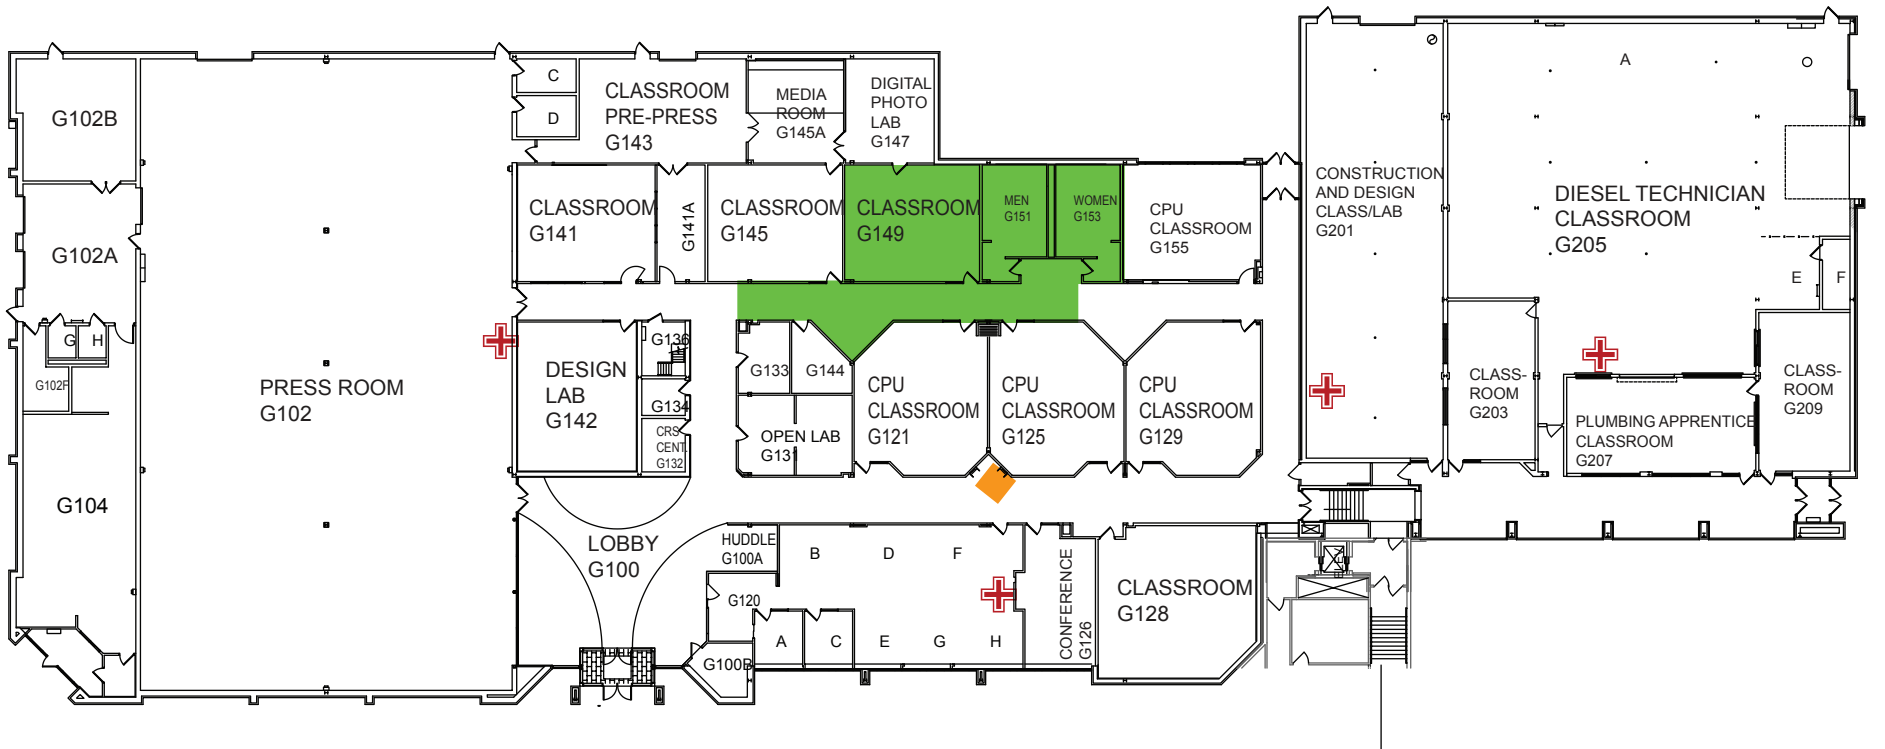 G102B
G102A
G
H
G102F
G104
PRESS ROOM
G102
C
D
CLASSROOM
PRE-PRESS
G143
MEDIA
ROOM
G145A
DIGITAL
PHOTO
LAB
G147
CLASSROOM
G141
G141A
CLASSROOM
G145
CLASSROOM
G149
MEN
G151
WOMEN
G153
CPU
CLASSROOM
G155
DESIGN
LAB
G142
G136
G134
CRS
CENT.
G132
G133
G144
OPEN LAB
G131
CPU
CLASSROOM
G121
CPU
CLASSROOM
G125
CPU
CLASSROOM
G129
LOBBY
G100
HUDDLE
G100A
G120
G100B
A
C
B
D
F
E
G
H
CONFERENCE
G126
CLASSROOM
G128
CONSTRUCTION
AND DESIGN
CLASS/LAB
G201
A
DIESEL TECHNICIAN
CLASSROOM
G205
E
F
CLASS-
ROOM
G203
PLUMBING APPRENTICE
CLASSROOM
G207
CLASS-
ROOM
G209